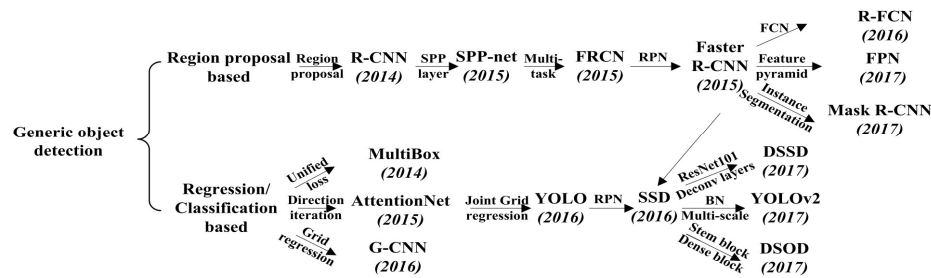 Generic object
detection
Region proposal
based
Region
proposal
R-CNN
(2014)
SPP
layer
SPP-net
(2015)
Multi-
task
FRCN
(2015)
RPN
Faster
R-CNN
(2015)
FCN
R-FCN
(2016)
Feature
pyramid
FPN
(2017)
Instance
Segmentation
Mask R-CNN
(2017)
Regression/
Classification
based
Unified
loss
MultiBox
(2014)
Direction
iteration
AttentionNet
(2015)
Grid
regression
G-CNN
(2016)
Joint Grid
regression
YOLO
(2016)
RPN
SSD
(2016)
ResNet101
Deconv layers
DSSD
(2017)
BN
Multi-scale
YOLOv2
(2017)
Stem block
Dense block
DSOD
(2017)